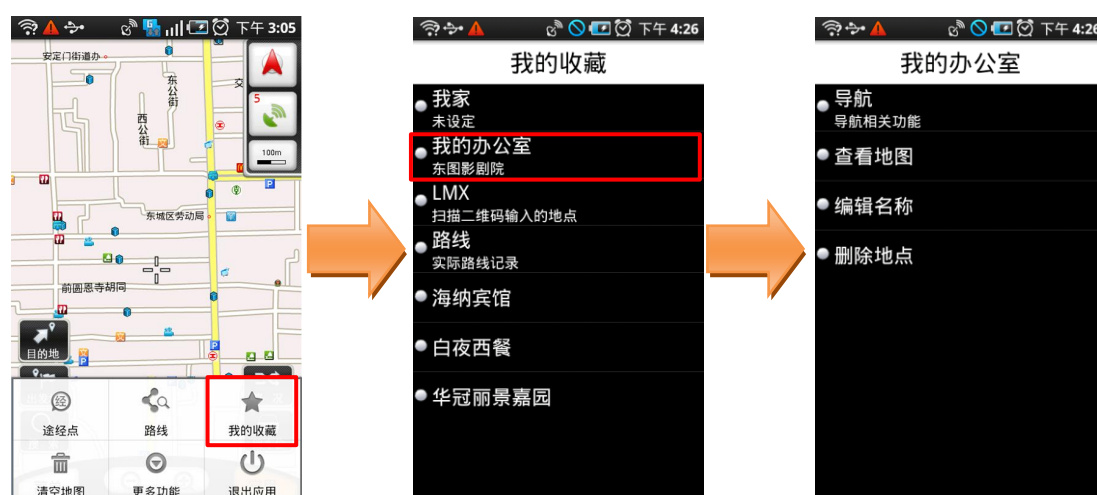 下午 3:05
安定门街道办
东公街
交
西公街
5
100m
东城区劳动局
前圆恩寺胡同
目的地
经
途经点
路线
我的收藏
清空地图
更多功能
退出应用
下午 4:26
我的收藏
我家
未设定
我的办公室
东图影剧院
LMX
扫描二维码输入的地点
路线
实际路线记录
海纳宾馆
白夜西餐
华冠丽景嘉园
下午 4:26
我的办公室
导航
导航相关功能
查看地图
编辑名称
删除地点